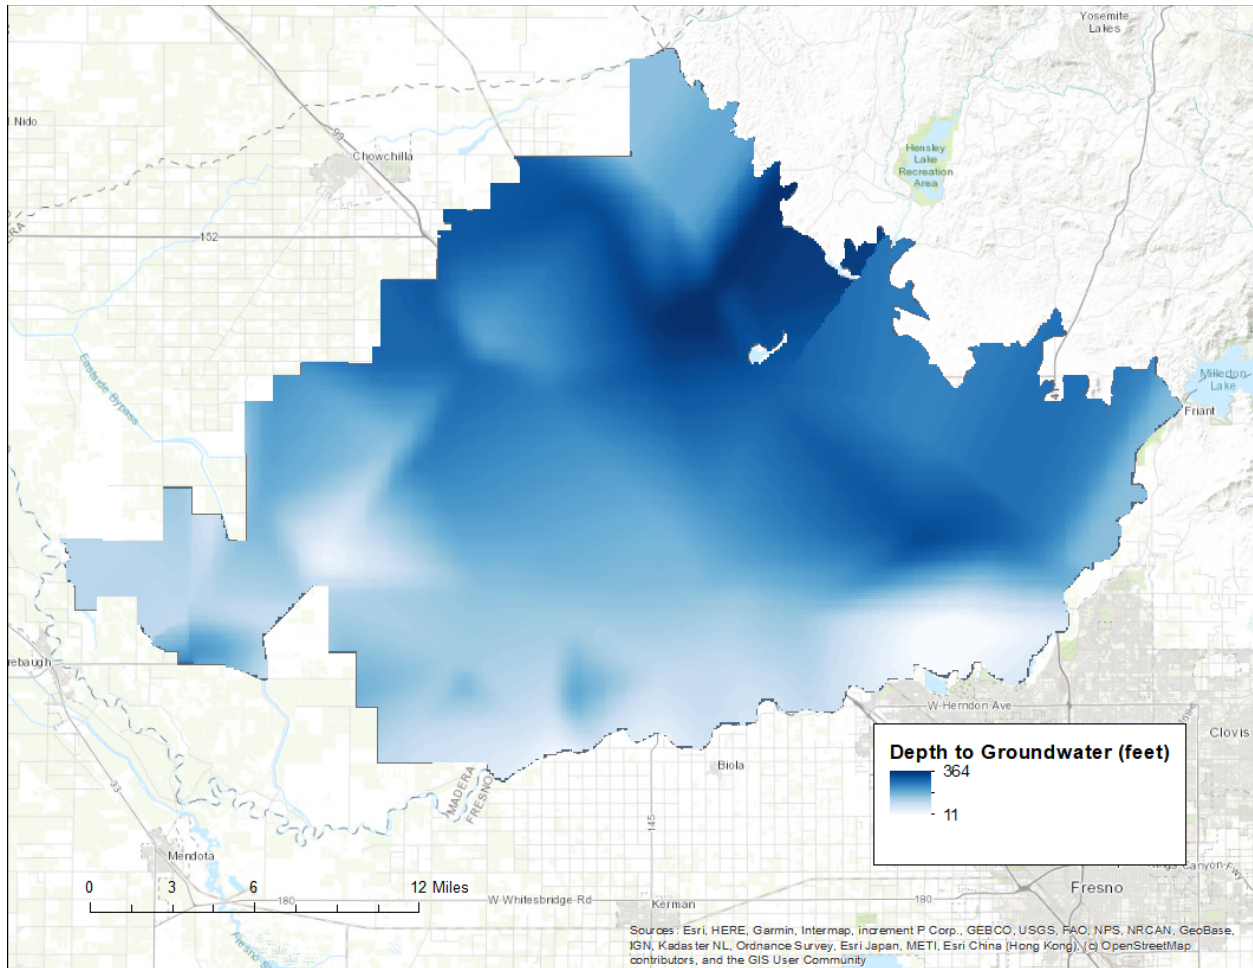 Yosemite
Lakes
l Nido
99
Chowchilla
Hensley
Lake
Recreation
Area
152
Eastside Bypass
41
Millerton
Lake
Friant
rebaugh
W Herndon Ave
Clovis
Depth to Groundwater (feet)
364
11
Biola
MADERA
FRESNO
33
145
Mendota
0 3 6 12 Miles
180
W Whitesbridge Rd
Kerman
180
Fresno
Sources: Esri, HERE, Garmin, Intermap, increment P Corp., GEBCO, USGS, FAO, NPS, NRCAN, GeoBase,
IGN, Kadaster NL, Ordnance Survey, Esri Japan, METI, Esri China (Hong Kong), (c) OpenStreetMap
contributors, and the GIS User Community